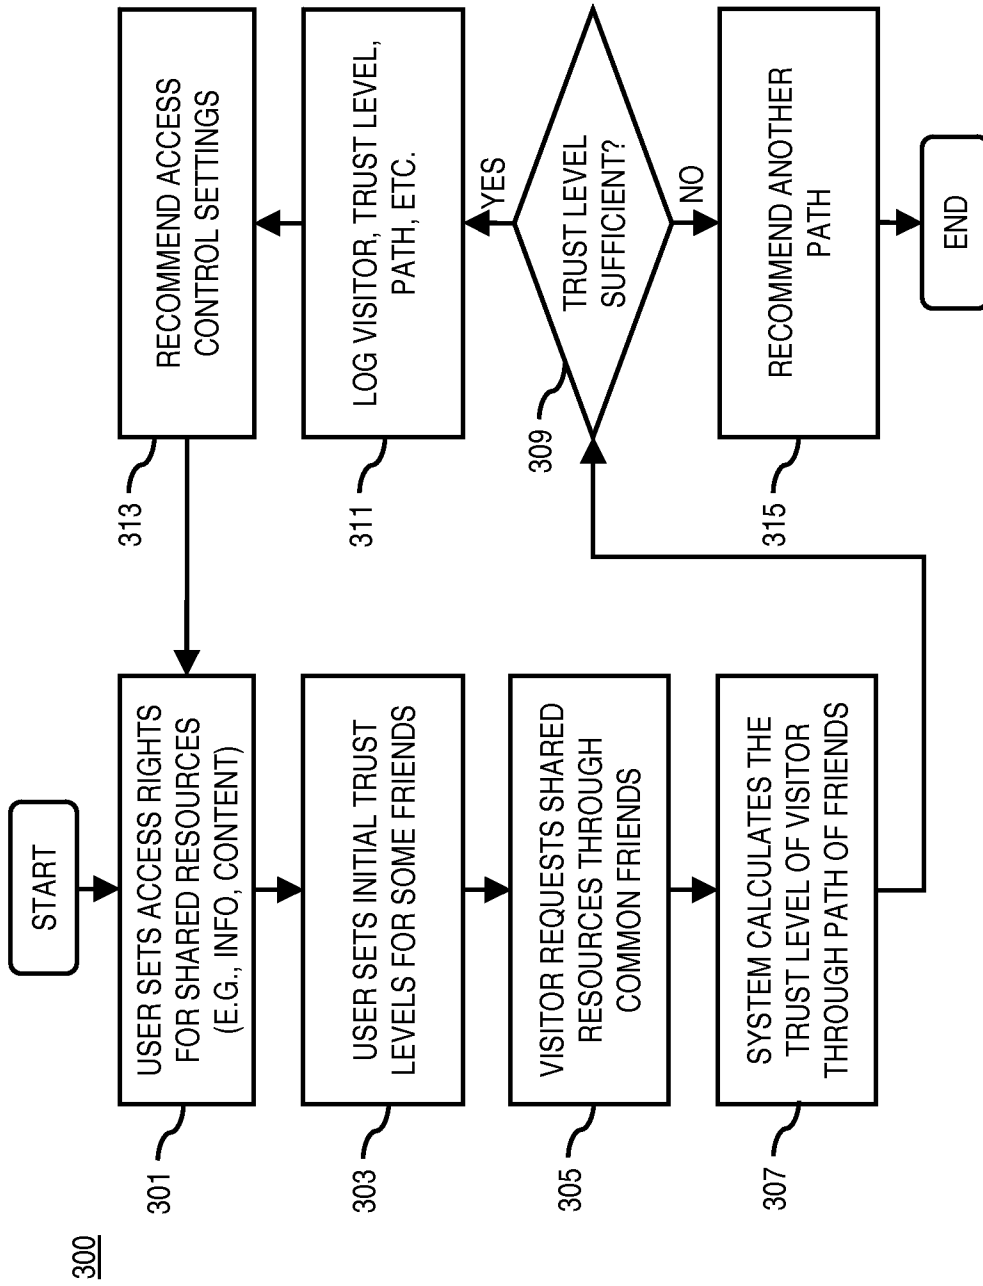 300
START
301
USER SETS ACCESS RIGHTS
FOR SHARED RESOURCES
(E.G., INFO, CONTENT)
303
USER SETS INITIAL TRUST
LEVELS FOR SOME FRIENDS
305
VISITOR REQUESTS SHARED
RESOURCES THROUGH
COMMON FRIENDS
307
SYSTEM CALCULATES THE
TRUST LEVEL OF VISITOR
THROUGH PATH OF FRIENDS
313
RECOMMEND ACCESS
CONTROL SETTINGS
311
LOG VISITOR, TRUST LEVEL,
PATH, ETC.
YES
309
TRUST LEVEL
SUFFICIENT?
NO
315
RECOMMEND ANOTHER
PATH
END